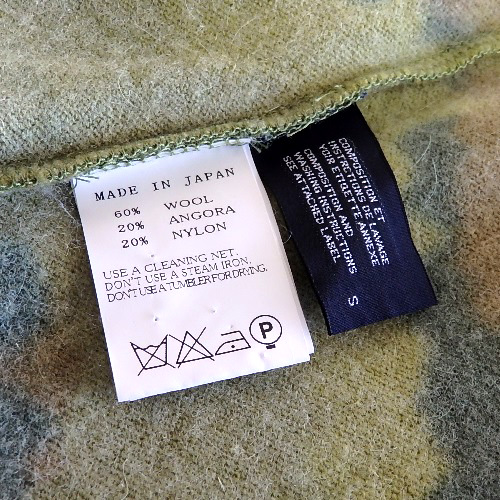 MADE IN JAPAN
60% WOOL
20% ANGORA
20% NYLON
USE A CLEANING NET.
DON'T USE A STEAM IRON.
DON'T USE A TUMBLER FOR DRYING.
P
COMPOSITION ET
INSTRETIONS DE LAVAGE
VOIR ETIQUETTE ANNEXE
COMPOSITION AND
WASHING INSTRUCTIONS
SEE ATTACHED LABEL
S